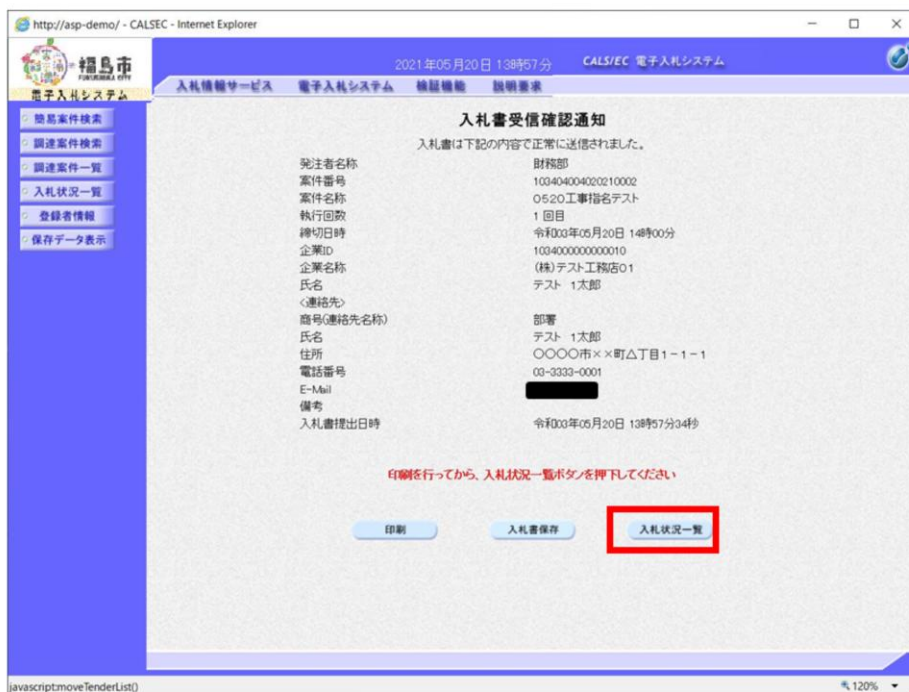 http://asp-demo/ - CALSEC - Internet Explorer
福島市
FUKUSHIMA CITY
電子入札システム
2021年05月20日 13時57分
CALS/EC 電子入札システム
入札情報サービス 電子入札システム 検証機能 説明要求
簡易案件検索
調達案件検索
調達案件一覧
入札状況一覧
登録者情報
保存データ表示
入札書受信確認通知
入札書は下記の内容で正常に送信されました。
発注者名称 財務部
案件番号 103404004020210002
案件名称 0520工事指名テスト
執行回数 1 回目
締切日時 令和03年05月20日 14時00分
企業ID 1034000000000010
企業名称 (株)テスト工務店01
氏名 テスト 1太郎
<連絡先>
商号(連絡先名称) 部署
氏名 テスト 1太郎
住所 〇〇〇〇市××町△丁目1-1-1
電話番号 03-3333-0001
E-Mail
備考
入札書提出日時 令和03年05月20日 13時57分34秒
印刷を行ってから、入札状況一覧ボタンを押下してください
印刷 入札書保存 入札状況一覧
javascript:moveTenderList()
120%